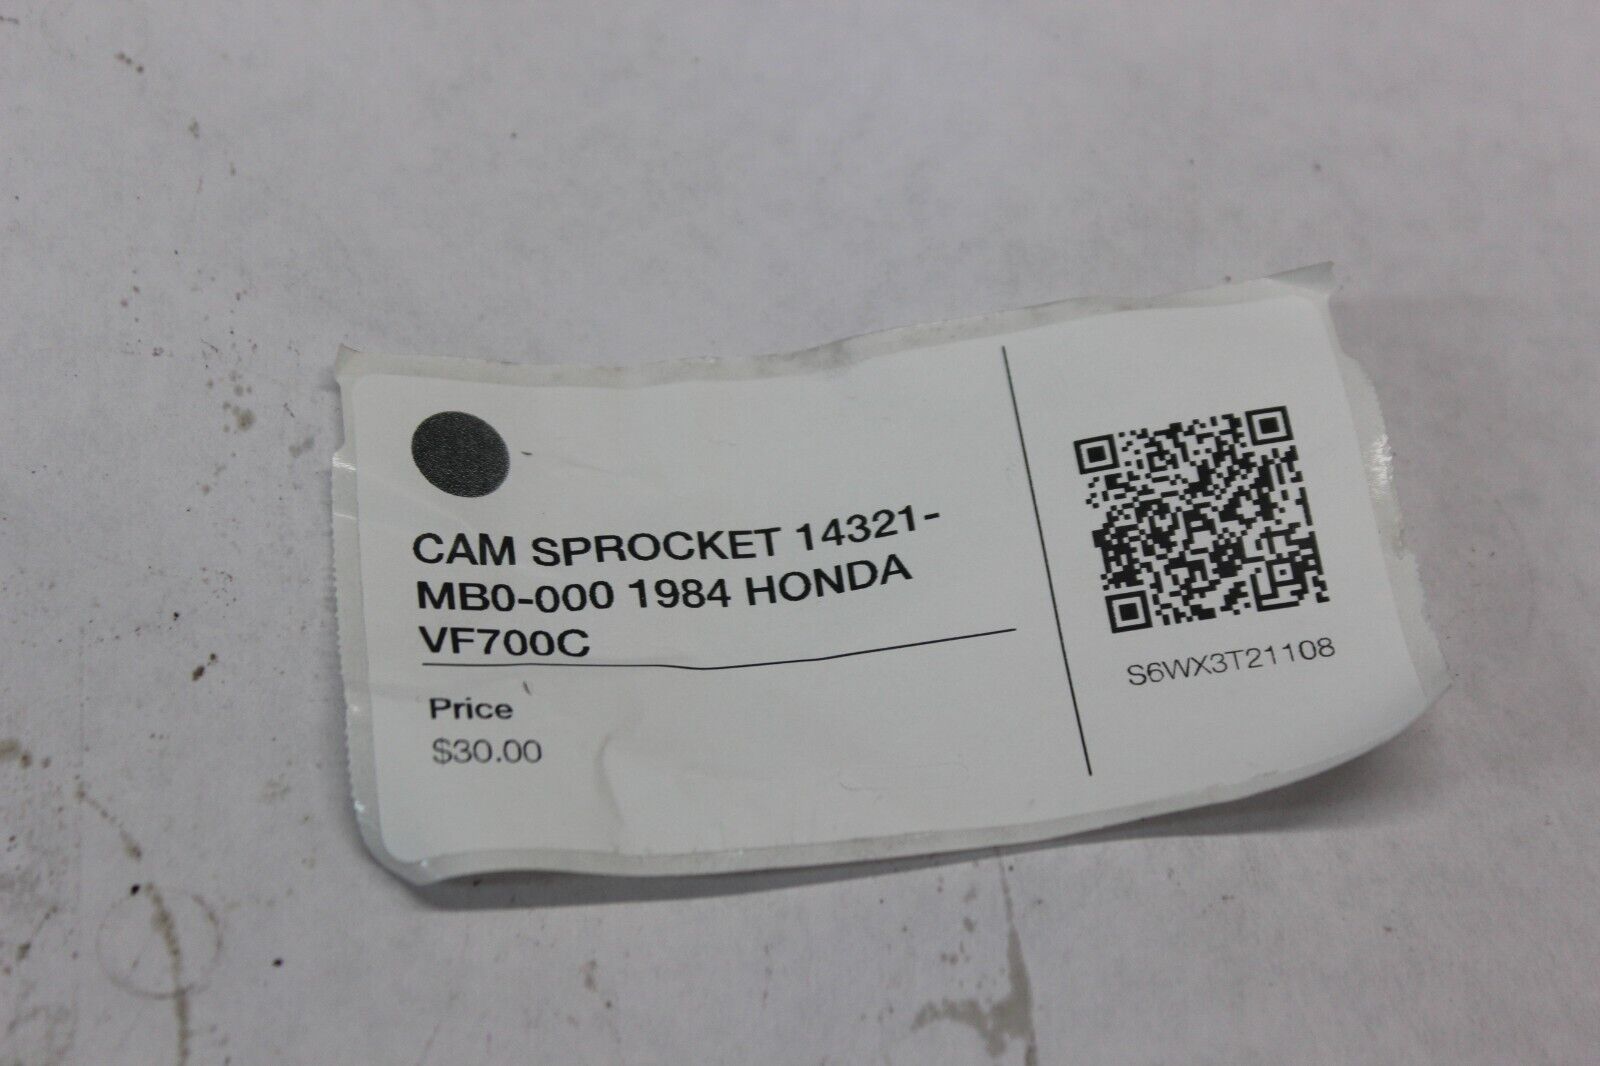 CAM SPROCKET 14321-
MB0-000 1984 HONDA
VF700C
Price
$30.00
S6WX3T21108